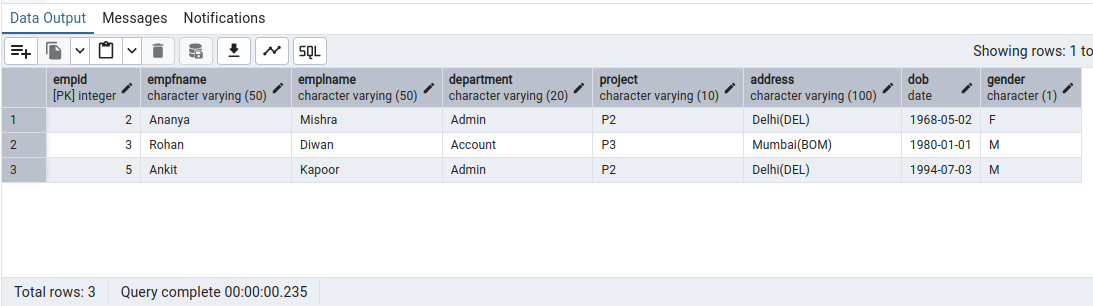 Data Output Messages Notifications
SQL
Showing rows: 1 to
empid empfname emplname department project address dob gender
[PK] integer character varying (50) character varying (50) character varying (20) character varying (10) character varying (100) date character (1)
1 2 Ananya Mishra Admin P2 Delhi(DEL) 1968-05-02 F
2 3 Rohan Diwan Account P3 Mumbai(BOM) 1980-01-01 M
3 5 Ankit Kapoor Admin P2 Delhi(DEL) 1994-07-03 M
Total rows: 3 Query complete 00:00:00.235